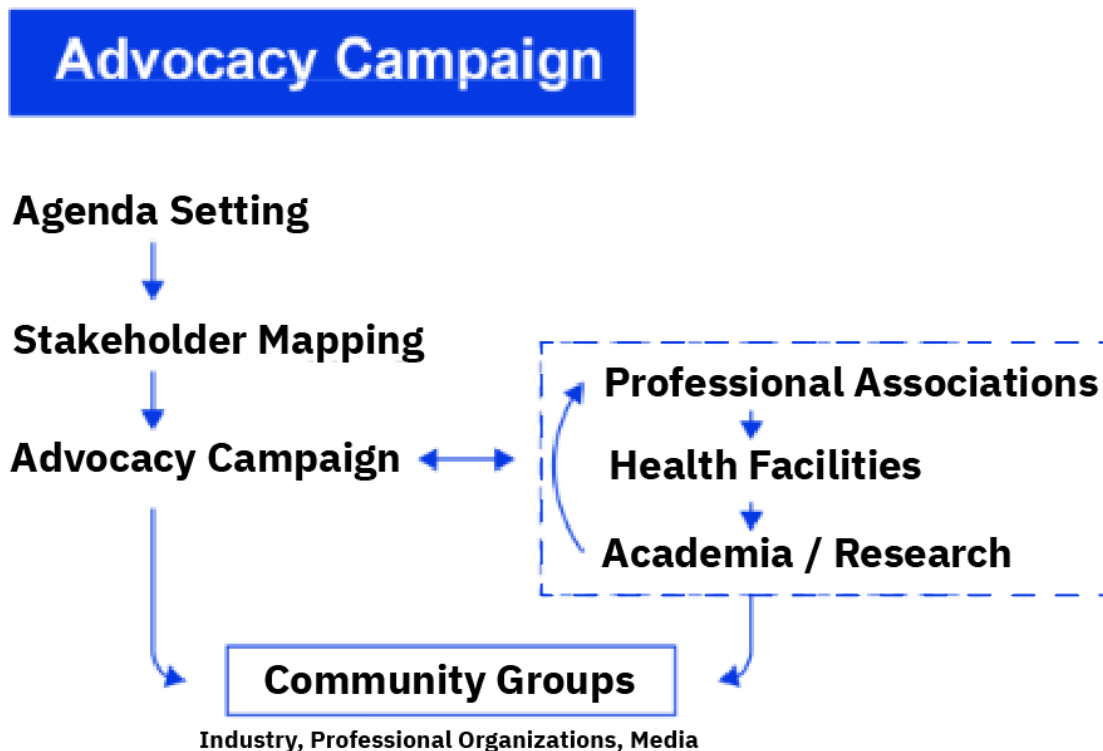 Advocacy Campaign
Agenda Setting
Stakeholder Mapping
Advocacy Campaign
Professional Associations
Health Facilities
Academia / Research
Community Groups
Industry, Professional Organizations, Media